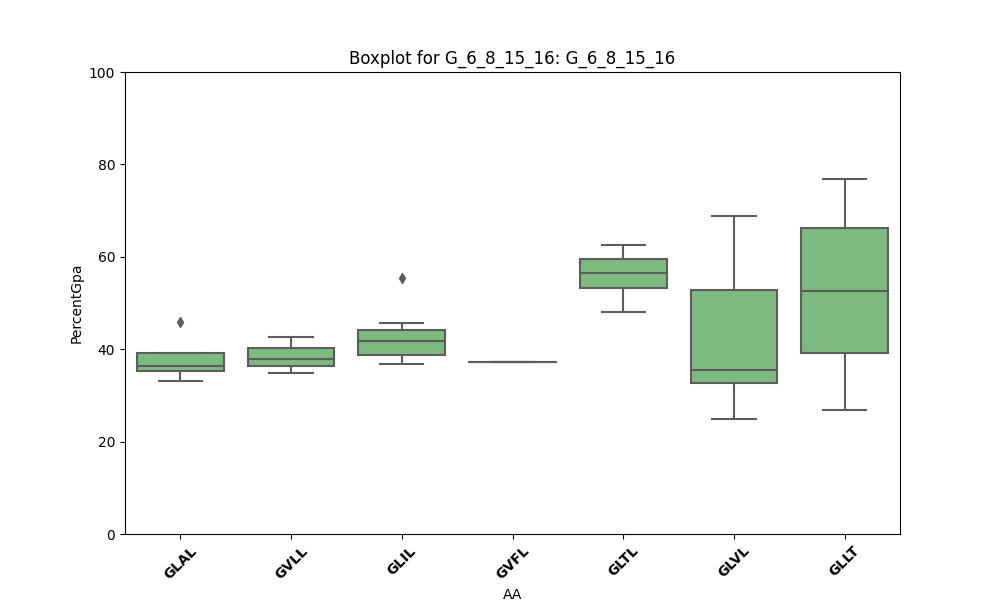 Boxplot for G_6_8_15_16: G_6_8_15_16
PercentGpa
100
80
60
40
20
0
GLAL
GVLL
GLIL
GVFL
GLTL
GLVL
GLLT
AA